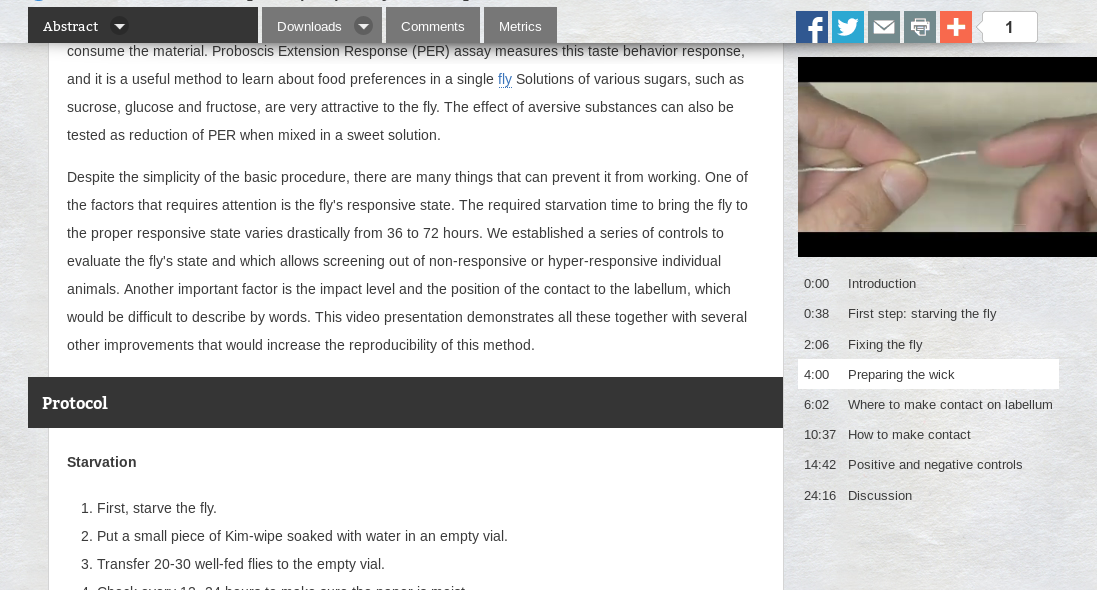 Abstract
Downloads
Comments
Metrics
1
consume the material. Proboscis Extension Response (PER) assay measures this taste behavior response,
and it is a useful method to learn about food preferences in a single fly Solutions of various sugars, such as
sucrose, glucose and fructose, are very attractive to the fly. The effect of aversive substances can also be
tested as reduction of PER when mixed in a sweet solution.
Despite the simplicity of the basic procedure, there are many things that can prevent it from working. One of
the factors that requires attention is the fly's responsive state. The required starvation time to bring the fly to
the proper responsive state varies drastically from 36 to 72 hours. We established a series of controls to
evaluate the fly's state and which allows screening out of non-responsive or hyper-responsive individual
animals. Another important factor is the impact level and the position of the contact to the labellum, which
would be difficult to describe by words. This video presentation demonstrates all these together with several
other improvements that would increase the reproducibility of this method.
Protocol
Starvation
1. First, starve the fly.
2. Put a small piece of Kim-wipe soaked with water in an empty vial.
3. Transfer 20-30 well-fed flies to the empty vial.
0:00 Introduction
0:38 First step: starving the fly
2:06 Fixing the fly
4:00 Preparing the wick
6:02 Where to make contact on labellum
10:37 How to make contact
14:42 Positive and negative controls
24:16 Discussion